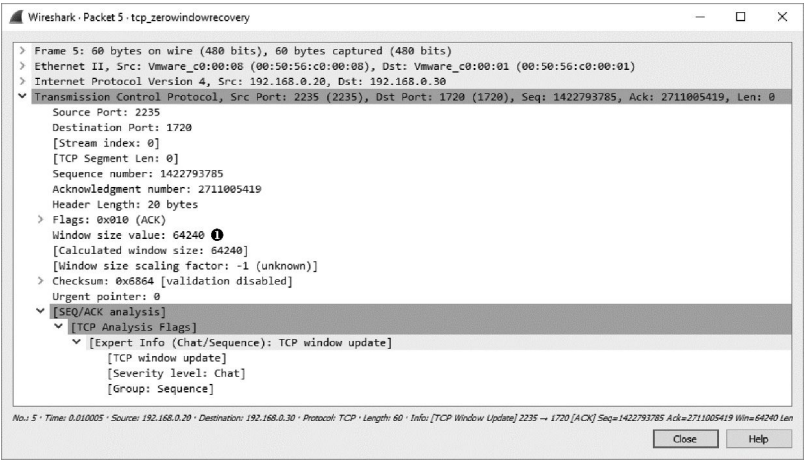 Wireshark · Packet 5 · tcp_zerowindowrecovery
> Frame 5: 60 bytes on wire (480 bits), 60 bytes captured (480 bits)
> Ethernet II, Src: Vmware_c0:00:08 (00:50:56:c0:00:08), Dst: Vmware_c0:00:01 (00:50:56:c0:00:01)
> Internet Protocol Version 4, Src: 192.168.0.20, Dst: 192.168.0.30
Transmission Control Protocol, Src Port: 2235 (2235), Dst Port: 1720 (1720), Seq: 1422793785, Ack: 2711005419, Len: 0
Source Port: 2235
Destination Port: 1720
[Stream index: 0]
[TCP Segment Len: 0]
Sequence number: 1422793785
Acknowledgment number: 2711005419
Header Length: 20 bytes
> Flags: 0x010 (ACK)
Window size value: 64240 ❶
[Calculated window size: 64240]
[Window size scaling factor: -1 (unknown)]
> Checksum: 0x6864 [validation disabled]
Urgent pointer: 0
[SEQ/ACK analysis]
[TCP Analysis Flags]
[Expert Info (Chat/Sequence): TCP window update]
[TCP window update]
[Severity level: Chat]
[Group: Sequence]
No.: 5 · Time: 0.010005 · Source: 192.168.0.20 · Destination: 192.168.0.30 · Protocol: TCP · Length: 60 · Info: [TCP Window Update] 2235 → 1720 [ACK] Seq=1422793785 Ack=2711005419 Win=64240 Len
Close Help